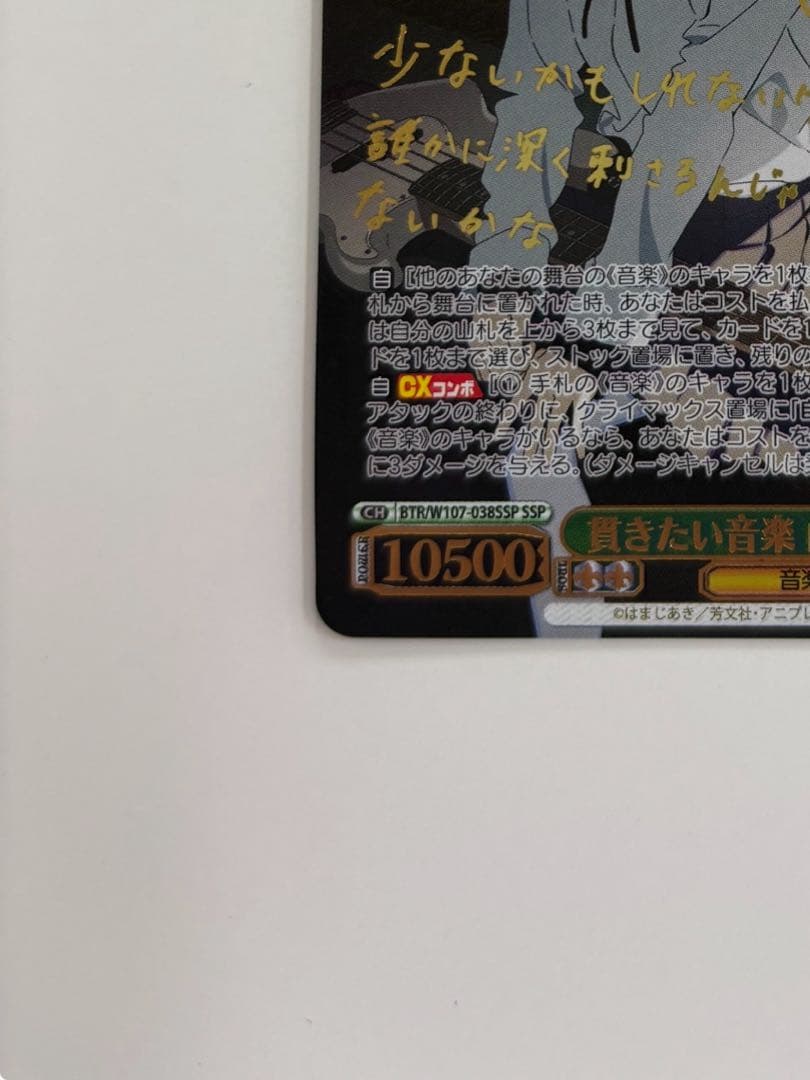 少ないかもしれないけ
誰かに深く刺さるんじゃ
ないかな
自 [他のあなたの舞台の《音楽》のキャラを1枚
札から舞台に置かれた時、あなたはコストを払
は自分の山札を上から3枚まで見て、カードを1
ドを1枚まで選び、ストック置場に置き、残りの
自 CXコンボ [① 手札の《音楽》のキャラを1枚
アタックの終わりに、クライマックス置場に「
《音楽》のキャラがいるなら、あなたはコストを
に3ダメージを与える。(ダメージキャンセルは
CH BTR/W107-038SSP SSP
貫きたい音楽
POWER 10500 SOUL 音楽
©はまじあき/芳文社・アニプレ